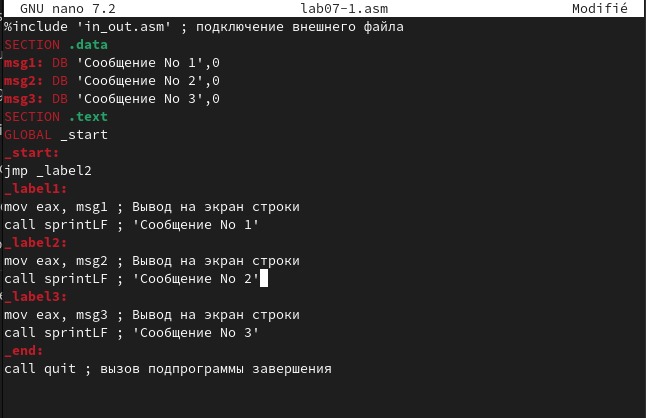 GNU nano 7.2 lab07-1.asm Modifié
%include 'in_out.asm' ; подключение внешнего файла
SECTION .data
msg1: DB 'Сообщение No 1',0
msg2: DB 'Сообщение No 2',0
msg3: DB 'Сообщение No 3',0
SECTION .text
GLOBAL _start
_start:
jmp _label2
_label1:
mov eax, msg1 ; Вывод на экран строки
call sprintLF ; 'Сообщение No 1'
_label2:
mov eax, msg2 ; Вывод на экран строки
call sprintLF ; 'Сообщение No 2'
_label3:
mov eax, msg3 ; Вывод на экран строки
call sprintLF ; 'Сообщение No 3'
_end:
call quit ; вызов подпрограммы завершения